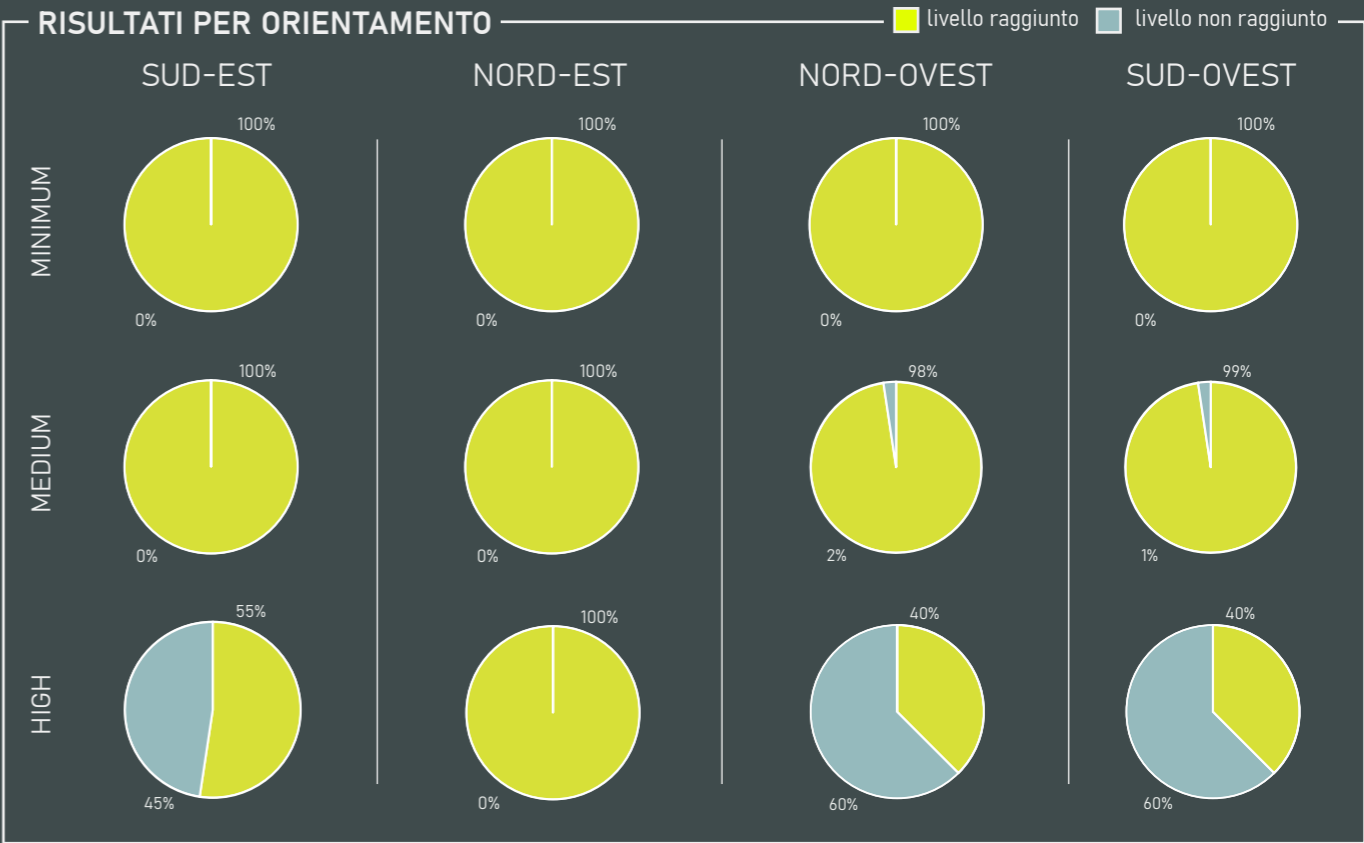 RISULTATI PER ORIENTAMENTO
livello raggiunto
livello non raggiunto
SUD-EST
NORD-EST
NORD-OVEST
SUD-OVEST
MINIMUM
100%
100%
100%
100%
0%
0%
0%
0%
MEDIUM
100%
100%
98%
99%
0%
0%
2%
1%
HIGH
55%
100%
40%
40%
45%
0%
60%
60%